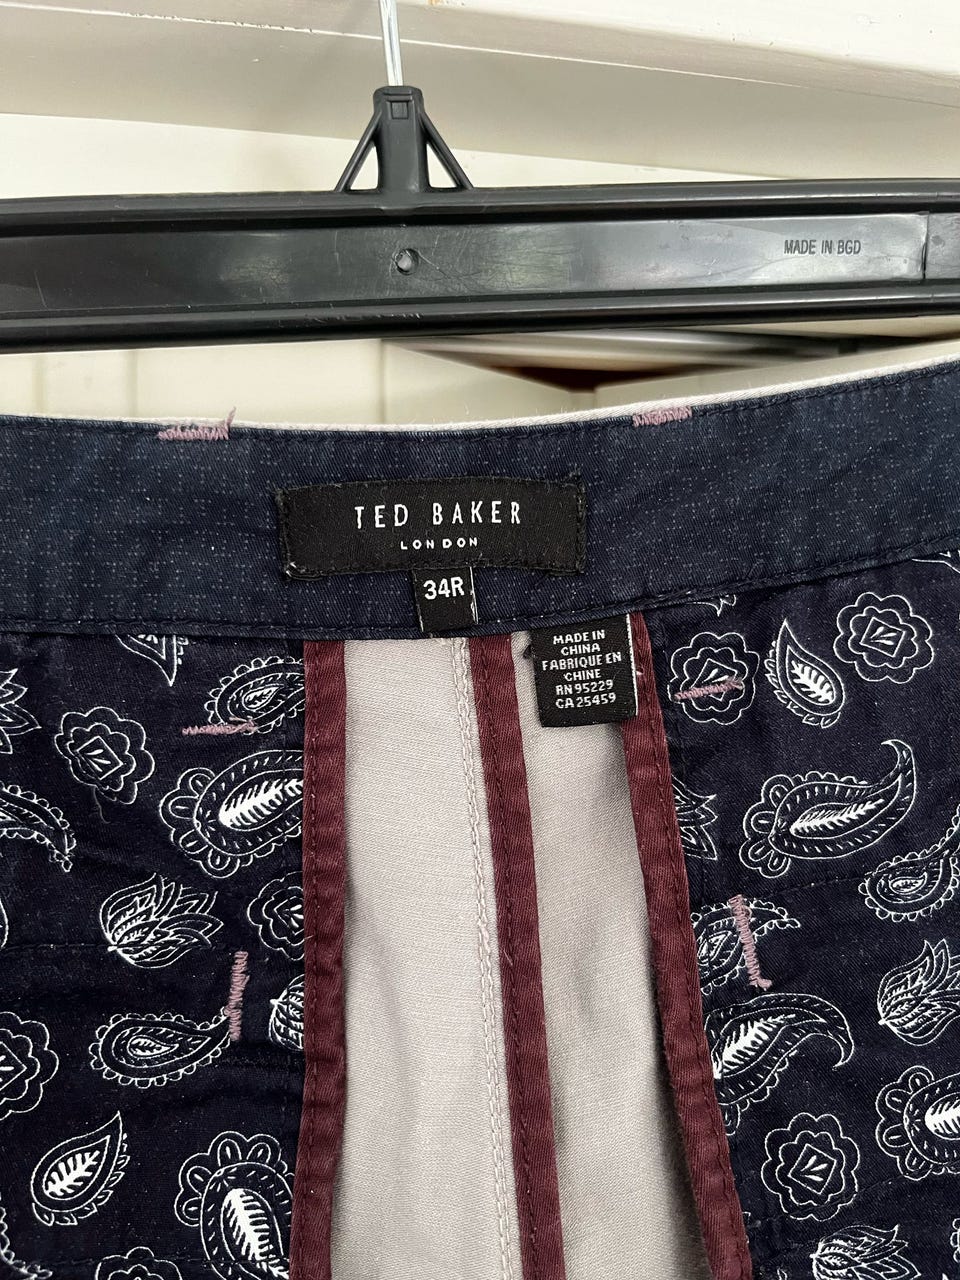 MADE IN BGD
TED BAKER
LONDON
34R
MADE IN
CHINA
FABRIQUE EN
CHINE
RN 95229
CA 25459